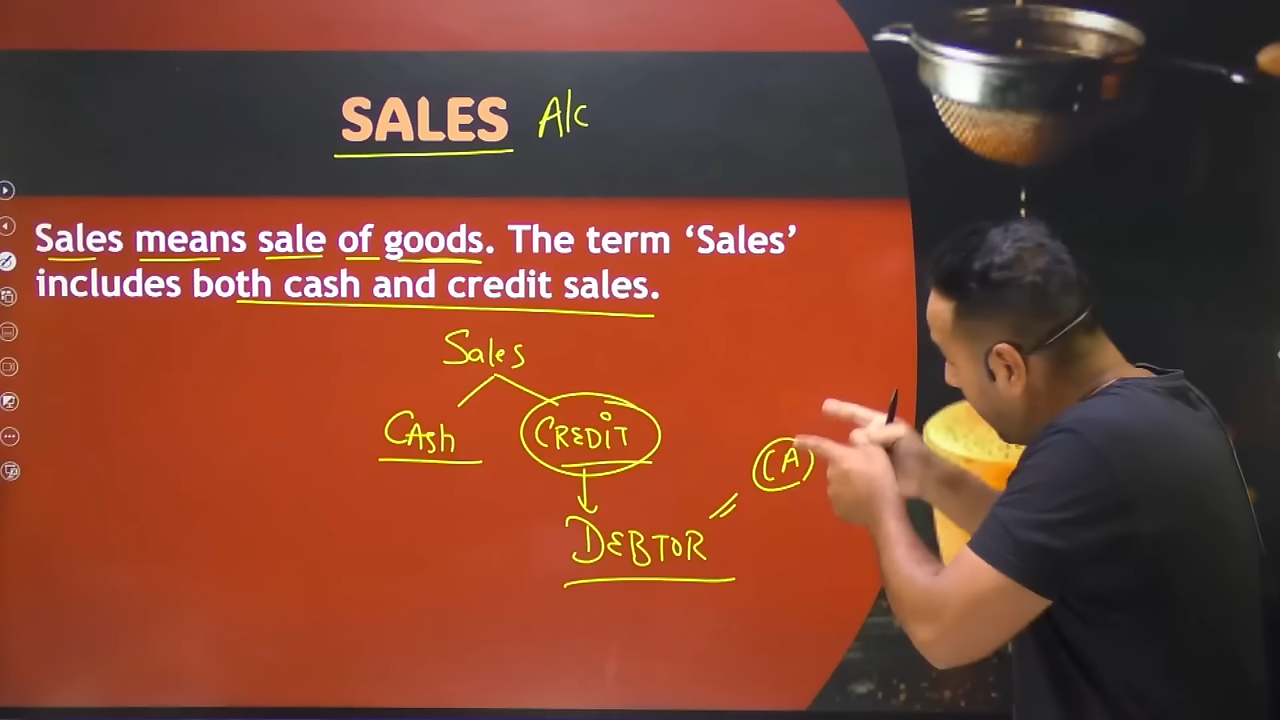 SALES A/c
Sales means sale of goods. The term ‘Sales’
includes both cash and credit sales.
Sales
CAsh CREDIT
(A)
DEBTOR